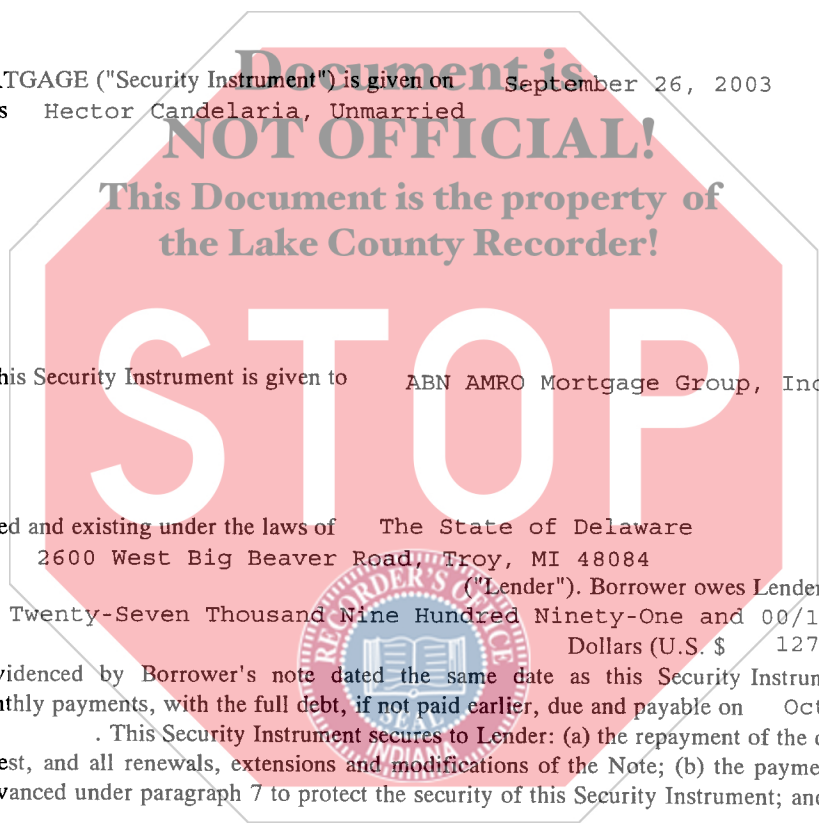 Document is
TGAGE ("Security Instrument") is given on September 26, 2003
s Hector Candelaria, Unmarried
NOT OFFICIAL!
This Document is the property of
the Lake County Recorder!
STOP
his Security Instrument is given to ABN AMRO Mortgage Group, Inc
ed and existing under the laws of The State of Delaware
2600 West Big Beaver Road, Troy, MI 48084
("Lender"). Borrower owes Lender
Twenty-Seven Thousand Nine Hundred Ninety-One and 00/1
Dollars (U.S. $ 127
videnced by Borrower's note dated the same date as this Security Instrum
nthly payments, with the full debt, if not paid earlier, due and payable on Oct
. This Security Instrument secures to Lender: (a) the repayment of the d
est, and all renewals, extensions and modifications of the Note; (b) the payme
vanced under paragraph 7 to protect the security of this Security Instrument; and
RECORDER'S OFFICE
SEAL
INDIANA